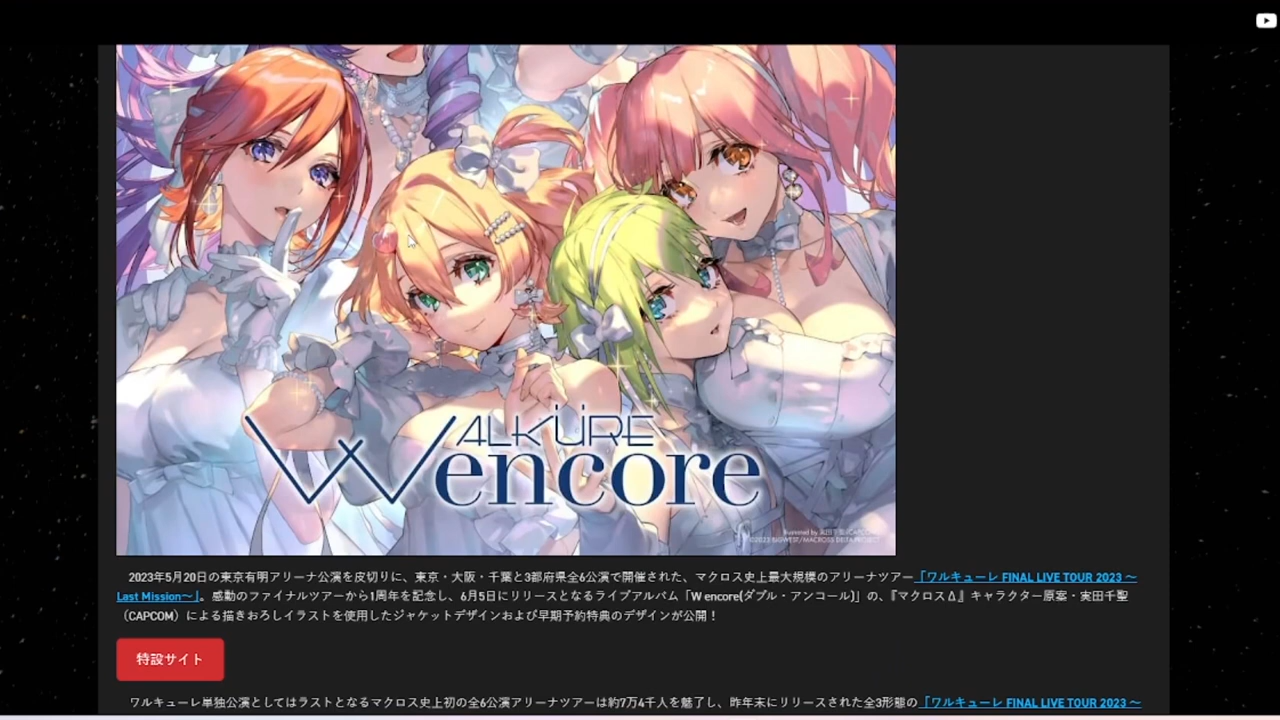 WALKÜRE
encore
©2023 BIGWEST/MACROSS DELTA PROJECT
2023年5月20日の東京有明アリーナ公演を皮切りに、東京・大阪・千葉と3都府県全6公演で開催された、マクロス史上最大規模のアリーナツアー「ワルキューレ FINAL LIVE TOUR 2023 ～
Last Mission～」。感動のファイナルツアーから1周年を記念し、6月5日にリリースとなるライブアルバム「W encore(ダブル・アンコール)」の、『マクロスΔ』キャラクター原案・実田千聖
（CAPCOM）による描きおろしイラストを使用したジャケットデザインおよび早期予約特典のデザインが公開！
特設サイト
ワルキューレ単独公演としてはラストとなるマクロス史上初の全6公演アリーナツアーは約7万4千人を魅了し、昨年末にリリースされた全3形態の「ワルキューレ FINAL LIVE TOUR 2023 ～